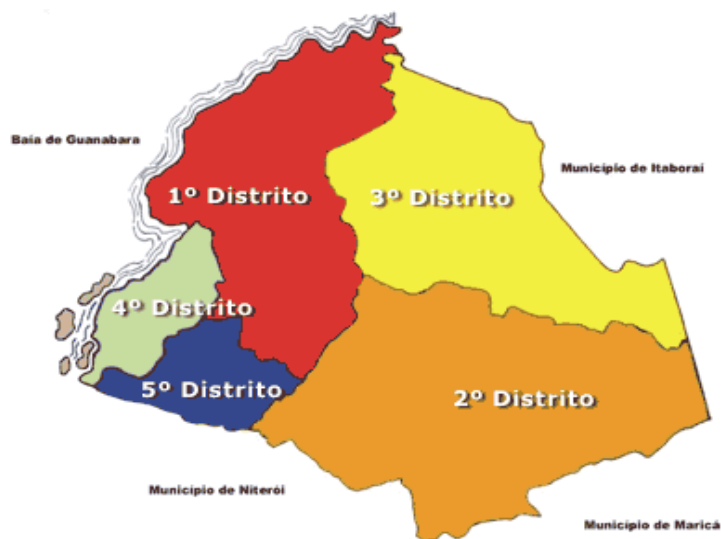 Baía de Guanabara
Município de Itaboraí
1º Distrito
3º Distrito
4º Distrito
5º Distrito
2º Distrito
Município de Niterói
Município de Maricá